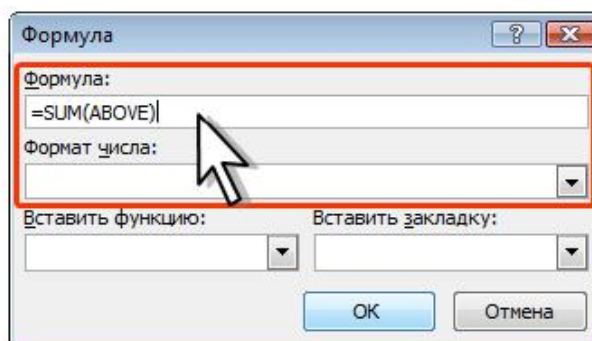 Формула
Формула:
=SUM(ABOVE)
Формат числа:
Вставить функцию: Вставить закладку:
ОК Отмена